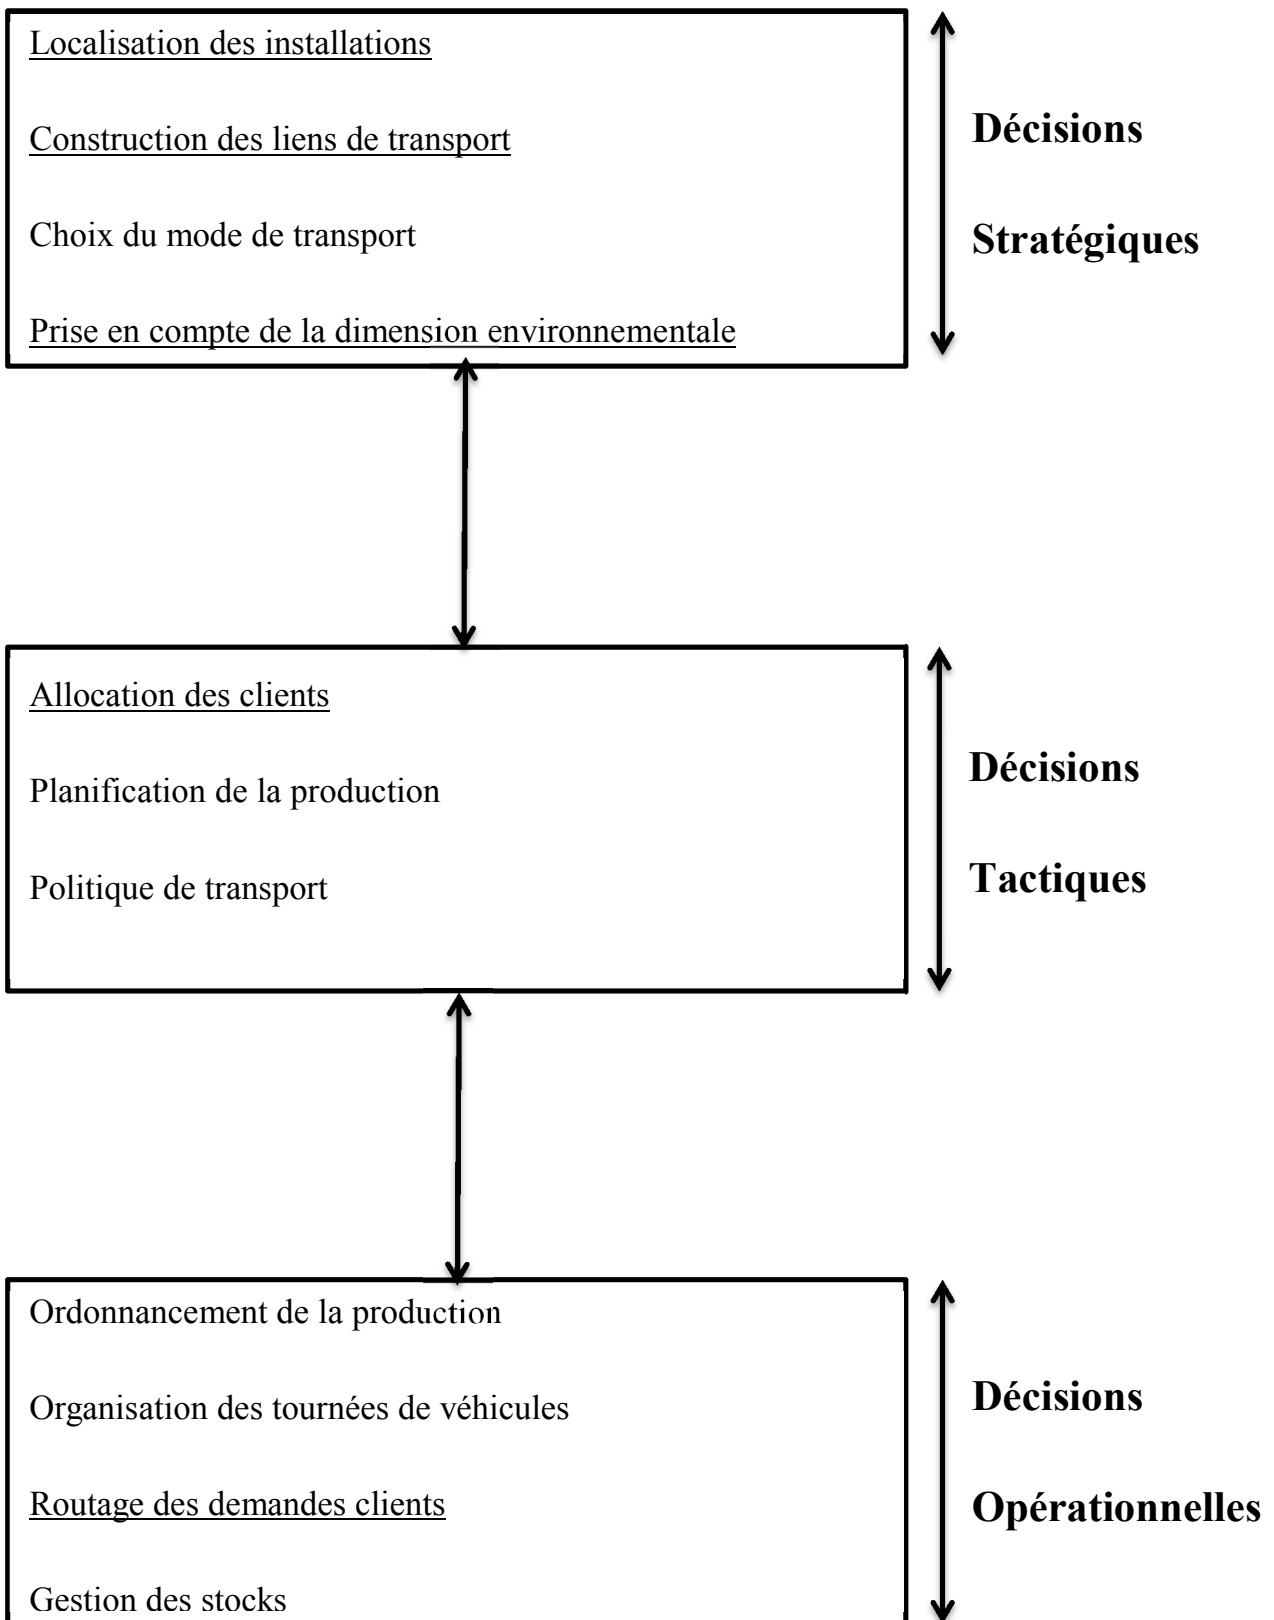 Localisation des installations
Construction des liens de transport
Choix du mode de transport
Prise en compte de la dimension environnementale
Décisions
Stratégiques
Allocation des clients
Planification de la production
Politique de transport
Décisions
Tactiques
Ordonnancement de la production
Organisation des tournées de véhicules
Routage des demandes clients
Gestion des stocks
Décisions
Opérationnelles